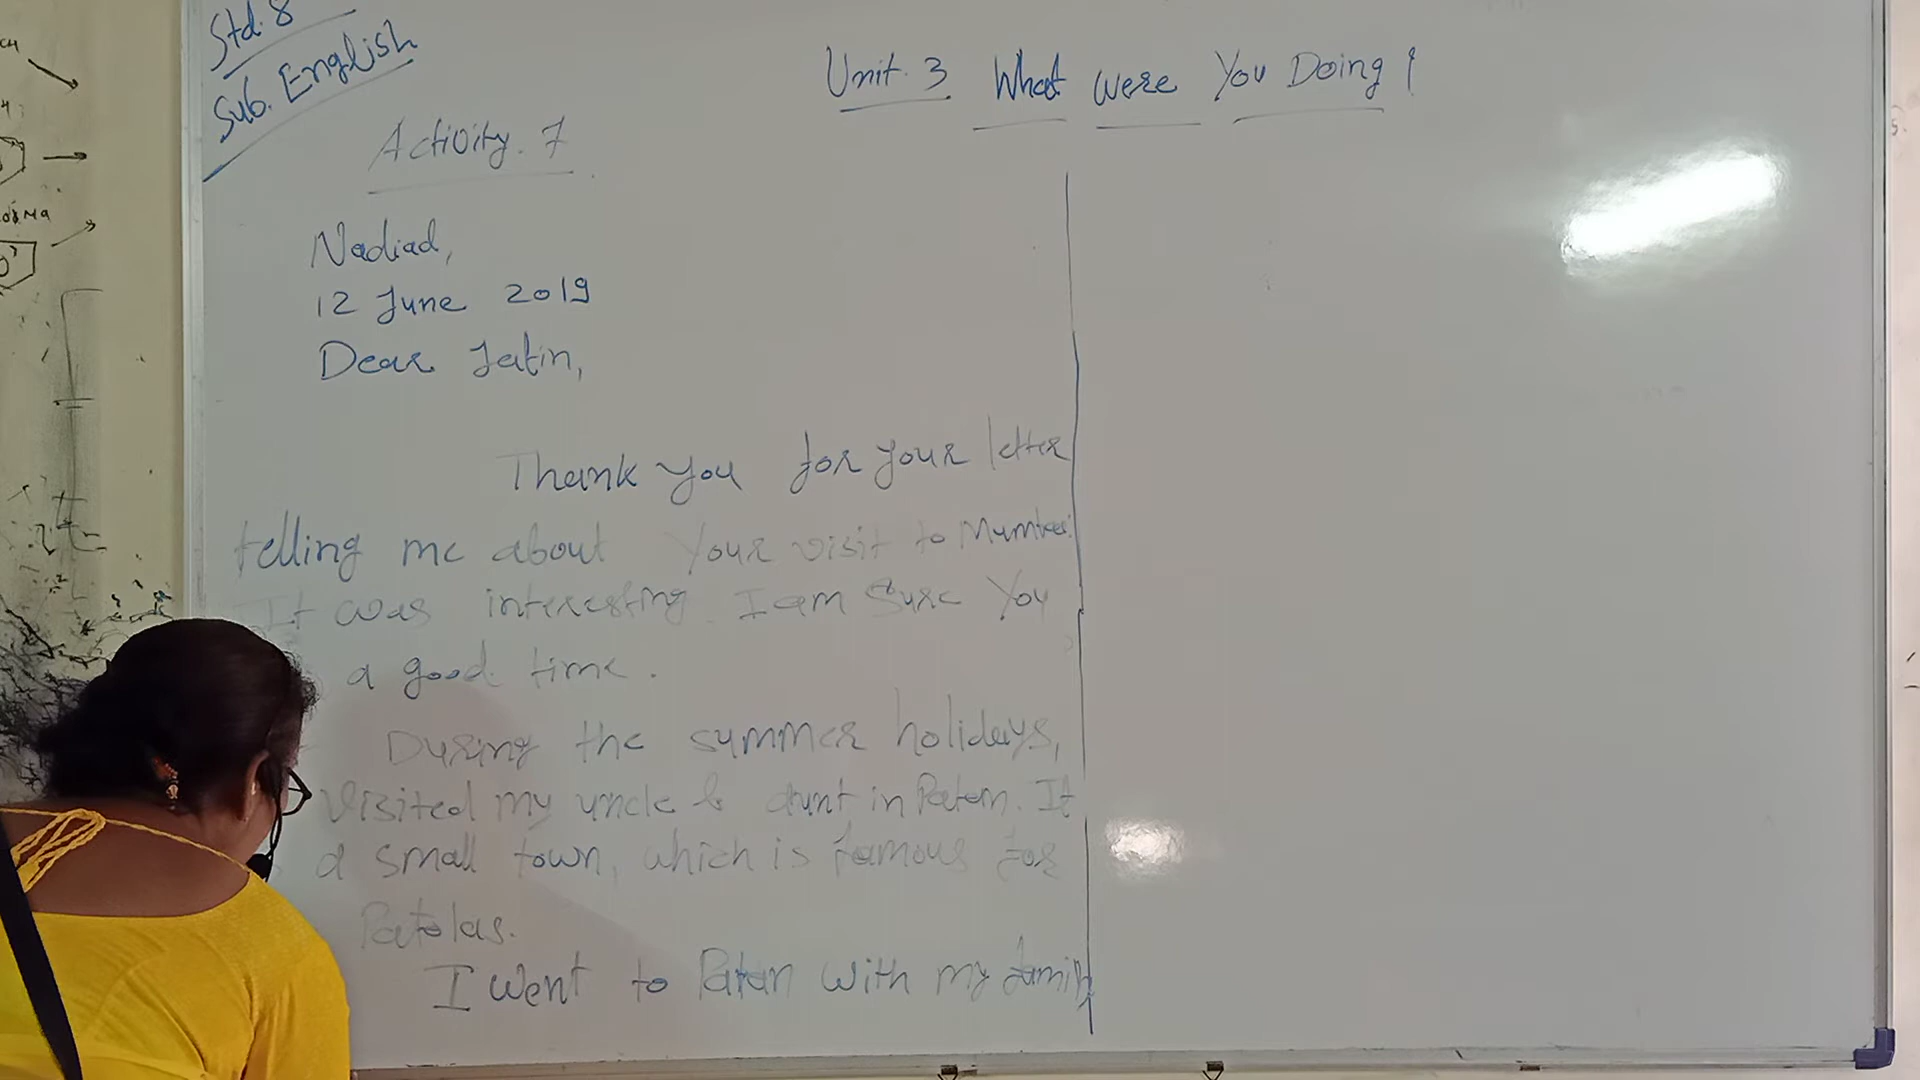 Std. 8
Sub. English
Unit. 3 What were You Doing ?
Activity. 7
Nadiad,
12 June 2019
Dear Jatin,
Thank you for your letter
telling me about your visit to Mumbai.
It was interesting. I am sure you
a good time.
During the summer holidays,
visited my uncle & aunt in Patan. It
a small town, which is famous for
Patolas.
I went to Patan with my family